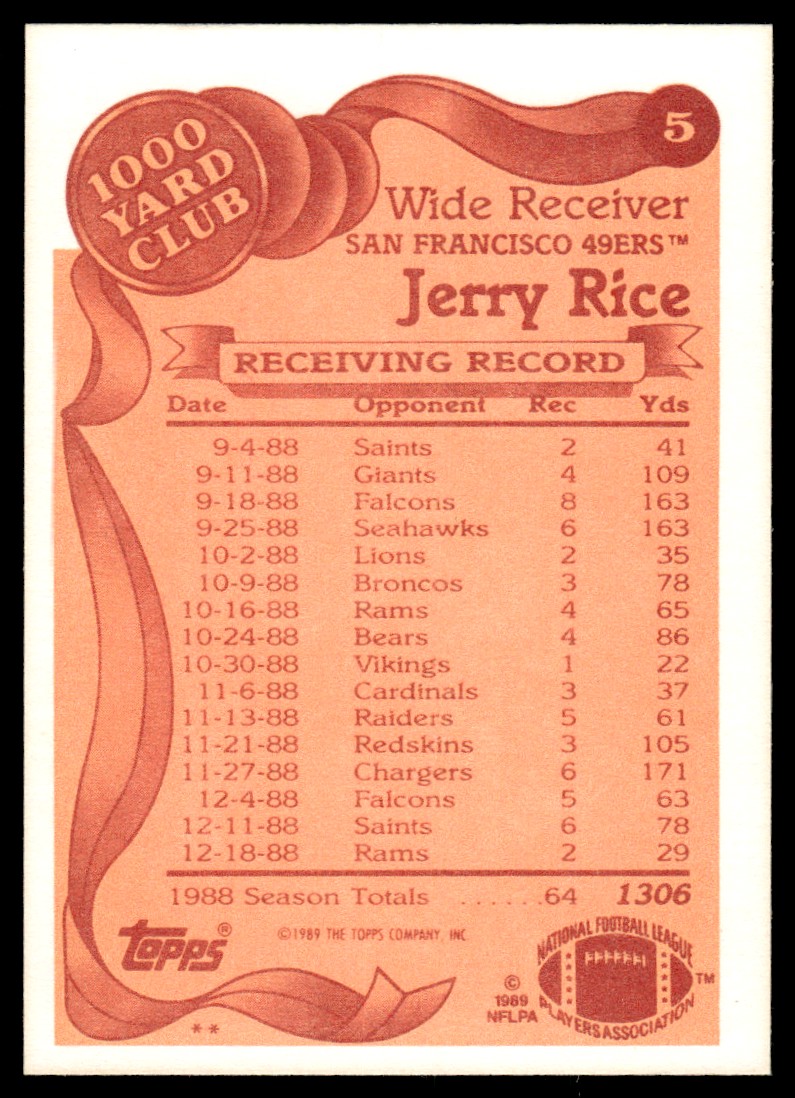 5
1000
YARD
CLUB
Wide Receiver
SAN FRANCISCO 49ERS™
Jerry Rice
RECEIVING RECORD
Date Opponent Rec Yds
9-4-88 Saints 2 41
9-11-88 Giants 4 109
9-18-88 Falcons 8 163
9-25-88 Seahawks 6 163
10-2-88 Lions 2 35
10-9-88 Broncos 3 78
10-16-88 Rams 4 65
10-24-88 Bears 4 86
10-30-88 Vikings 1 22
11-6-88 Cardinals 3 37
11-13-88 Raiders 5 61
11-21-88 Redskins 3 105
11-27-88 Chargers 6 171
12-4-88 Falcons 5 63
12-11-88 Saints 6 78
12-18-88 Rams 2 29
1988 Season Totals ......64 1306
topps®
©1989 THE TOPPS COMPANY, INC.
NATIONAL FOOTBALL LEAGUE
PLAYERS ASSOCIATION
™
©
1989
NFLPA
**